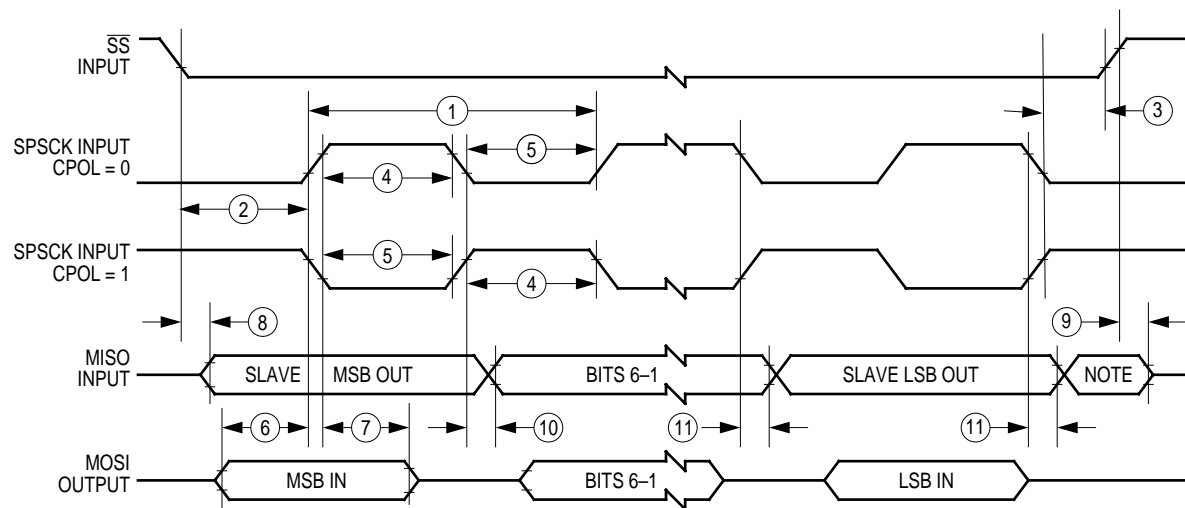 SS
INPUT
1
3
SPSCK INPUT
CPOL = 0
5
4
2
SPSCK INPUT
CPOL = 1
5
4
8
9
MISO
INPUT
SLAVE MSB OUT
BITS 6–1
SLAVE LSB OUT
NOTE
6
7
10
11
11
MOSI
OUTPUT
MSB IN
BITS 6–1
LSB IN